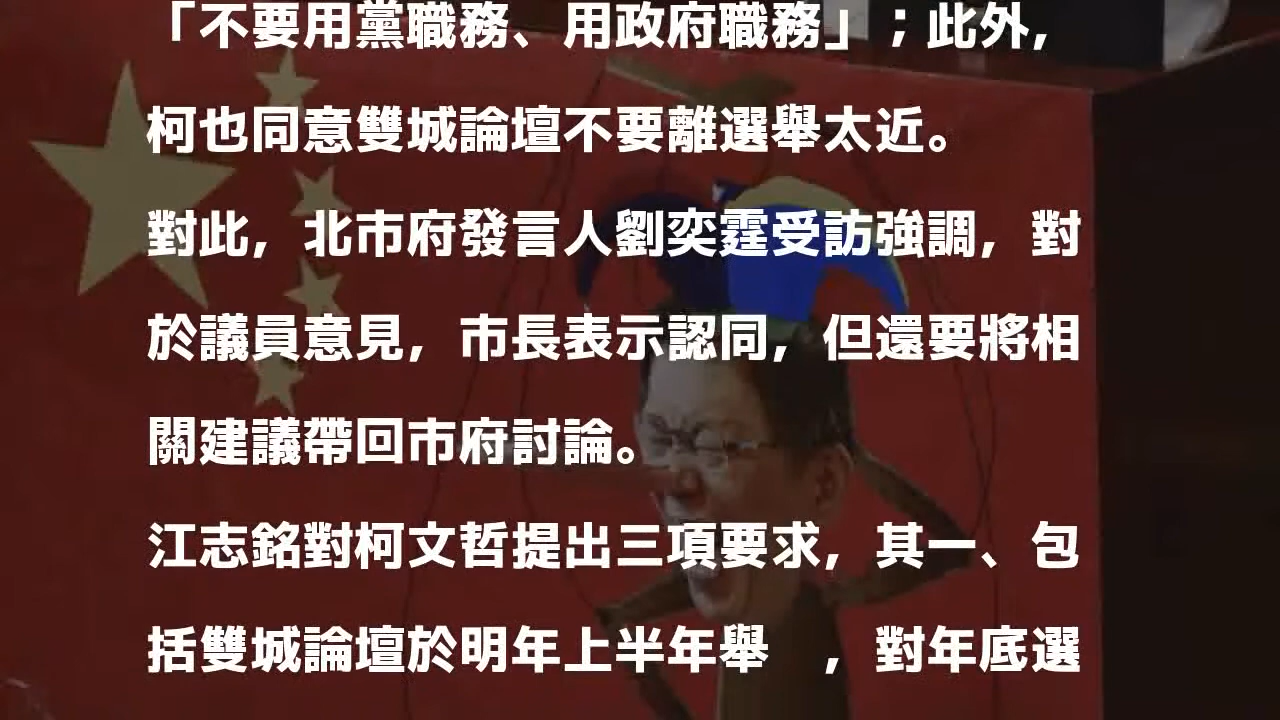 「不要用黨職務、用政府職務」；此外，
柯也同意雙城論壇不要離選舉太近。
對此，北市府發言人劉奕霆受訪強調，對
於議員意見，市長表示認同，但還要將相
關建議帶回市府討論。
江志銘對柯文哲提出三項要求，其一、包
括雙城論壇於明年上半年舉　，對年底選